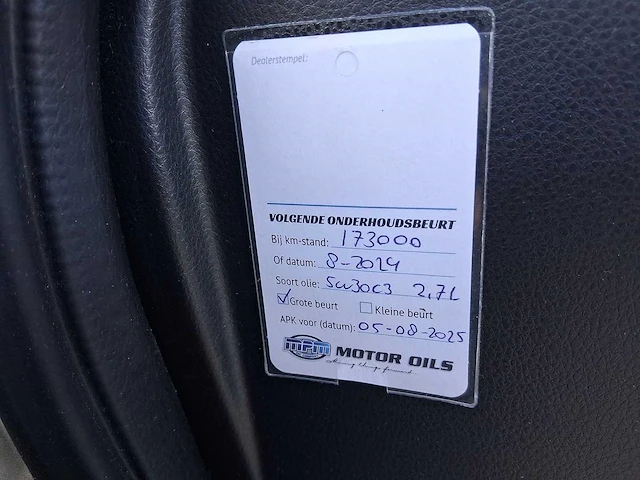 Dealerstempel:
VOLGENDE ONDERHOUDSBEURT
Bij km-stand: 173000
Of datum: 8-2024
Soort olie: 5w30C3 2,7L
Grote beurt Kleine beurt
APK voor (datum): 05-08-2025
MPM MOTOR OILS